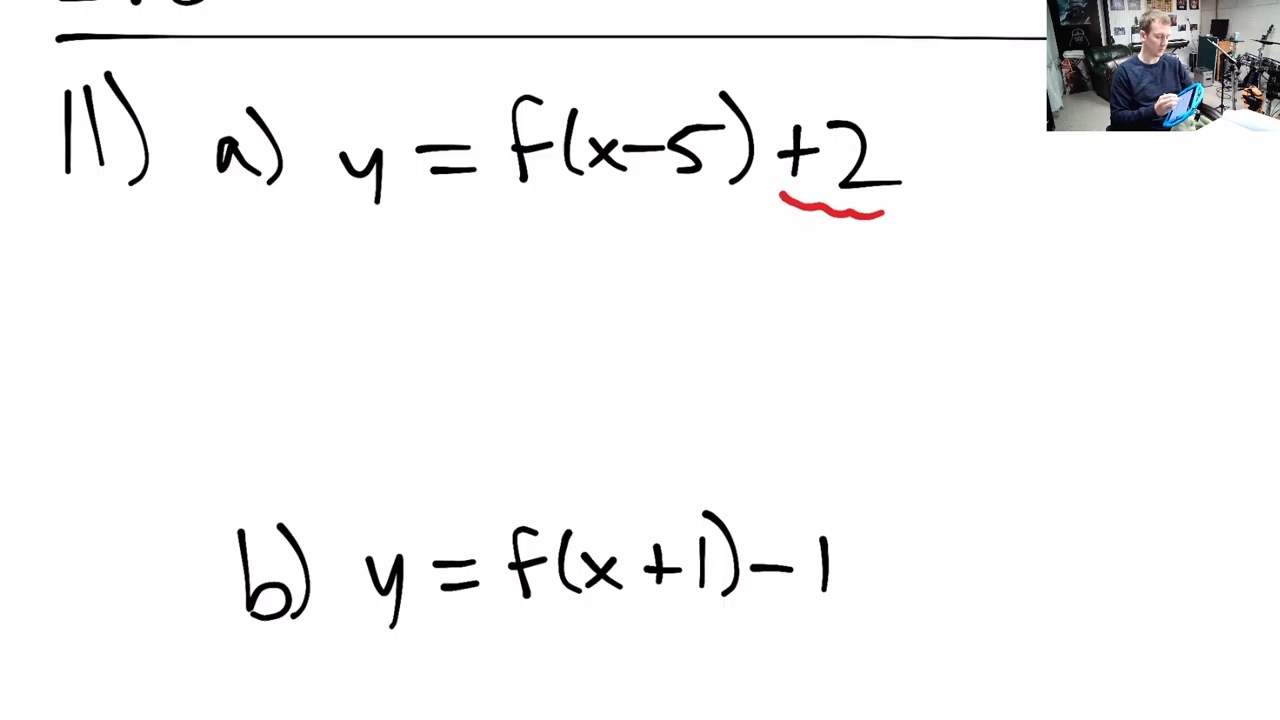 11) a) y = f(x-5) +2
b) y = f(x+1) - 1